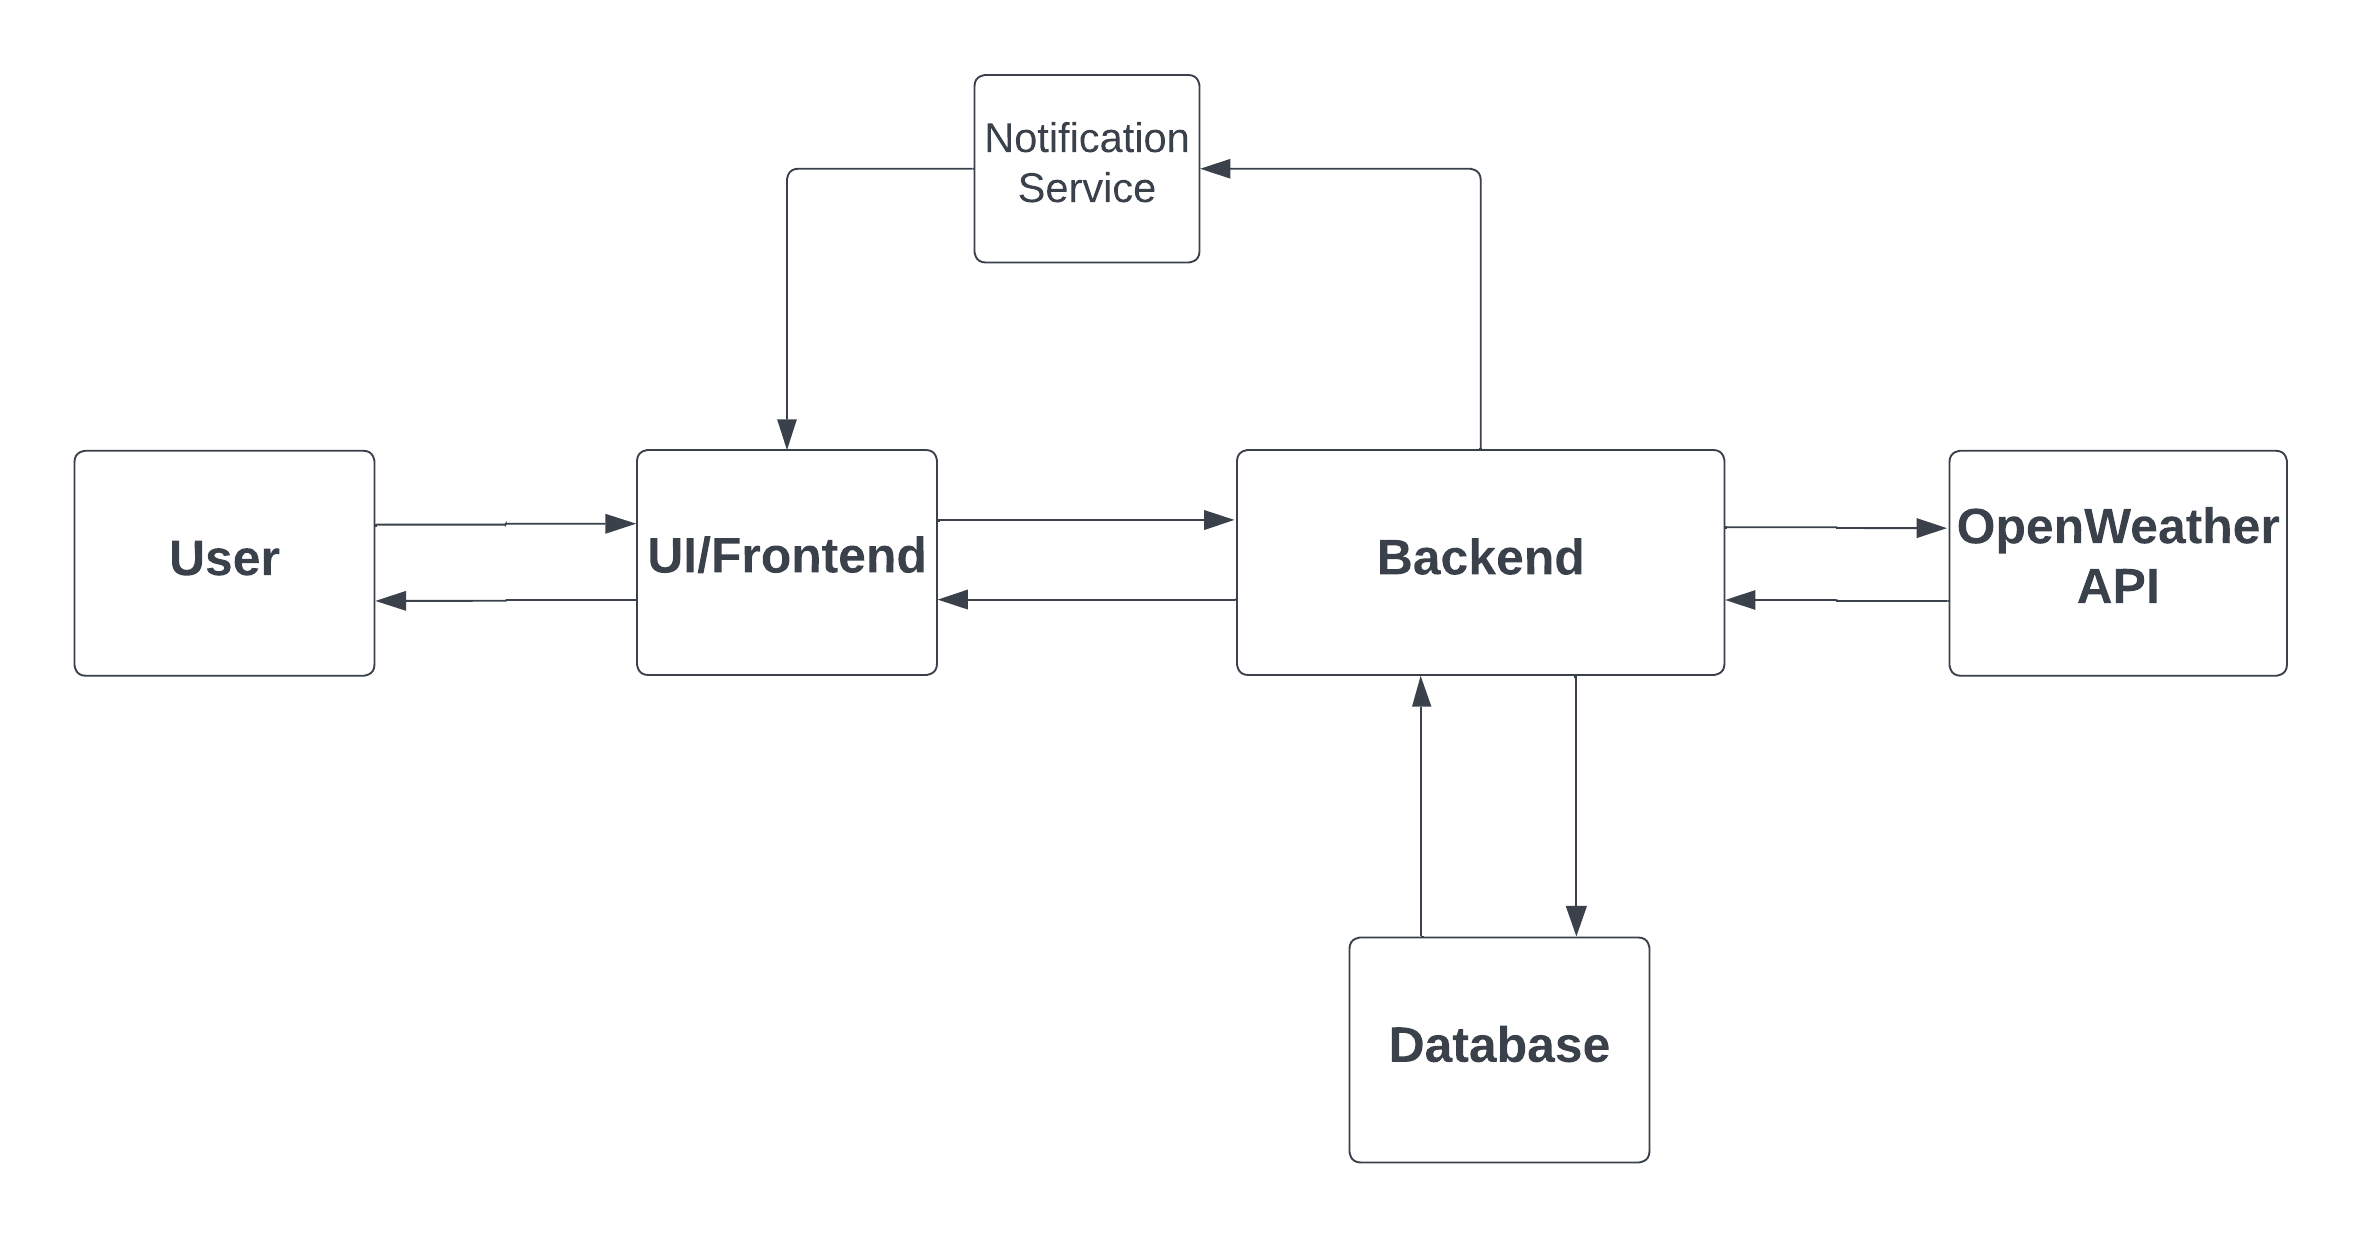 Notification
Service
User
UI/Frontend
Backend
OpenWeather
API
Database